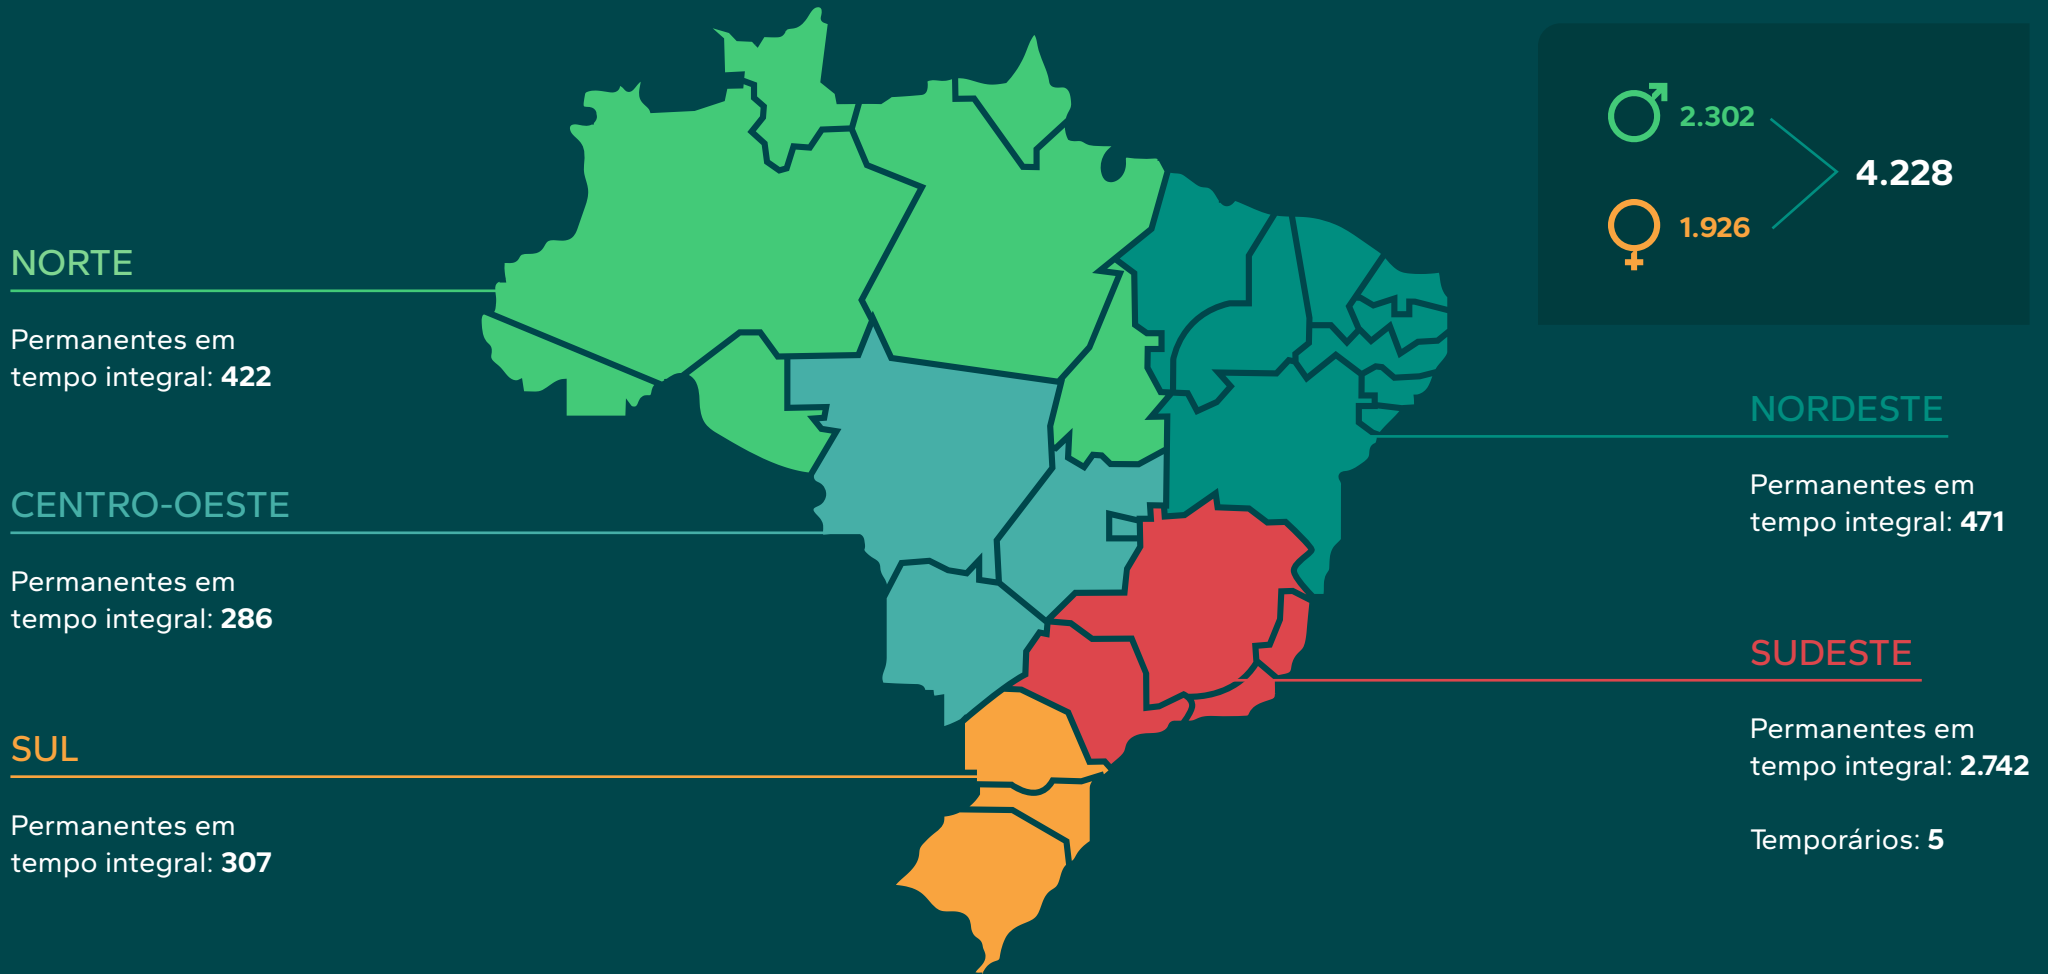 2.302
4.228
1.926
NORTE
Permanentes em
tempo integral: 422
NORDESTE
Permanentes em
tempo integral: 471
CENTRO-OESTE
Permanentes em
tempo integral: 286
SUDESTE
Permanentes em
tempo integral: 2.742
Temporários: 5
SUL
Permanentes em
tempo integral: 307